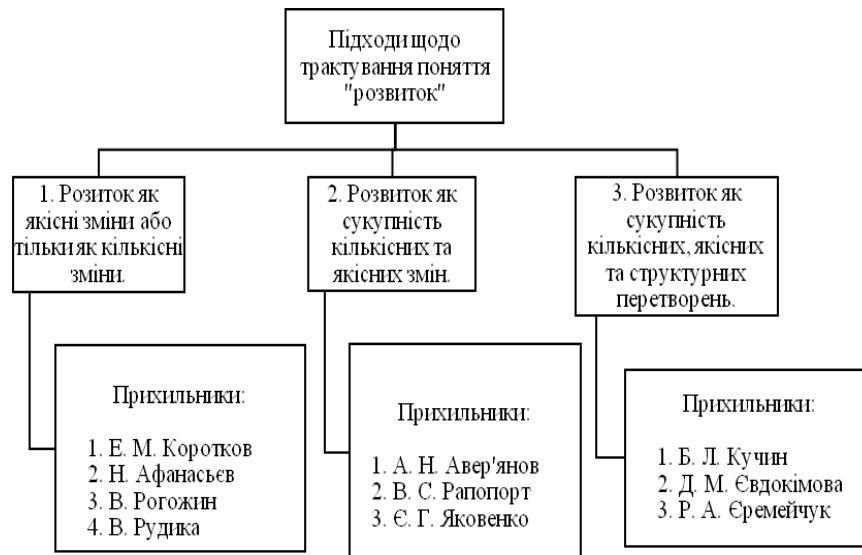 Підходи щодо
трактування поняття
"розвиток"
1. Розиток як
якісні зміни або
тільки як кількісні
зміни.
2. Розвиток як
сукупність
кількісних та
якісних змін.
3. Розвиток як
сукупність
кількісних, якісних
та структурних
перетворень.
Прихильники:
1. Е. М. Коротков
2. Н. Афанасьєв
3. В. Рогожин
4. В. Рудика
Прихильники:
1. А. Н. Авер'янов
2. В. С. Рапопорт
3. Є. Г. Яковенко
Прихильники:
1. Б. Л. Кучин
2. Д. М. Євдокімова
3. Р. А. Єремейчук